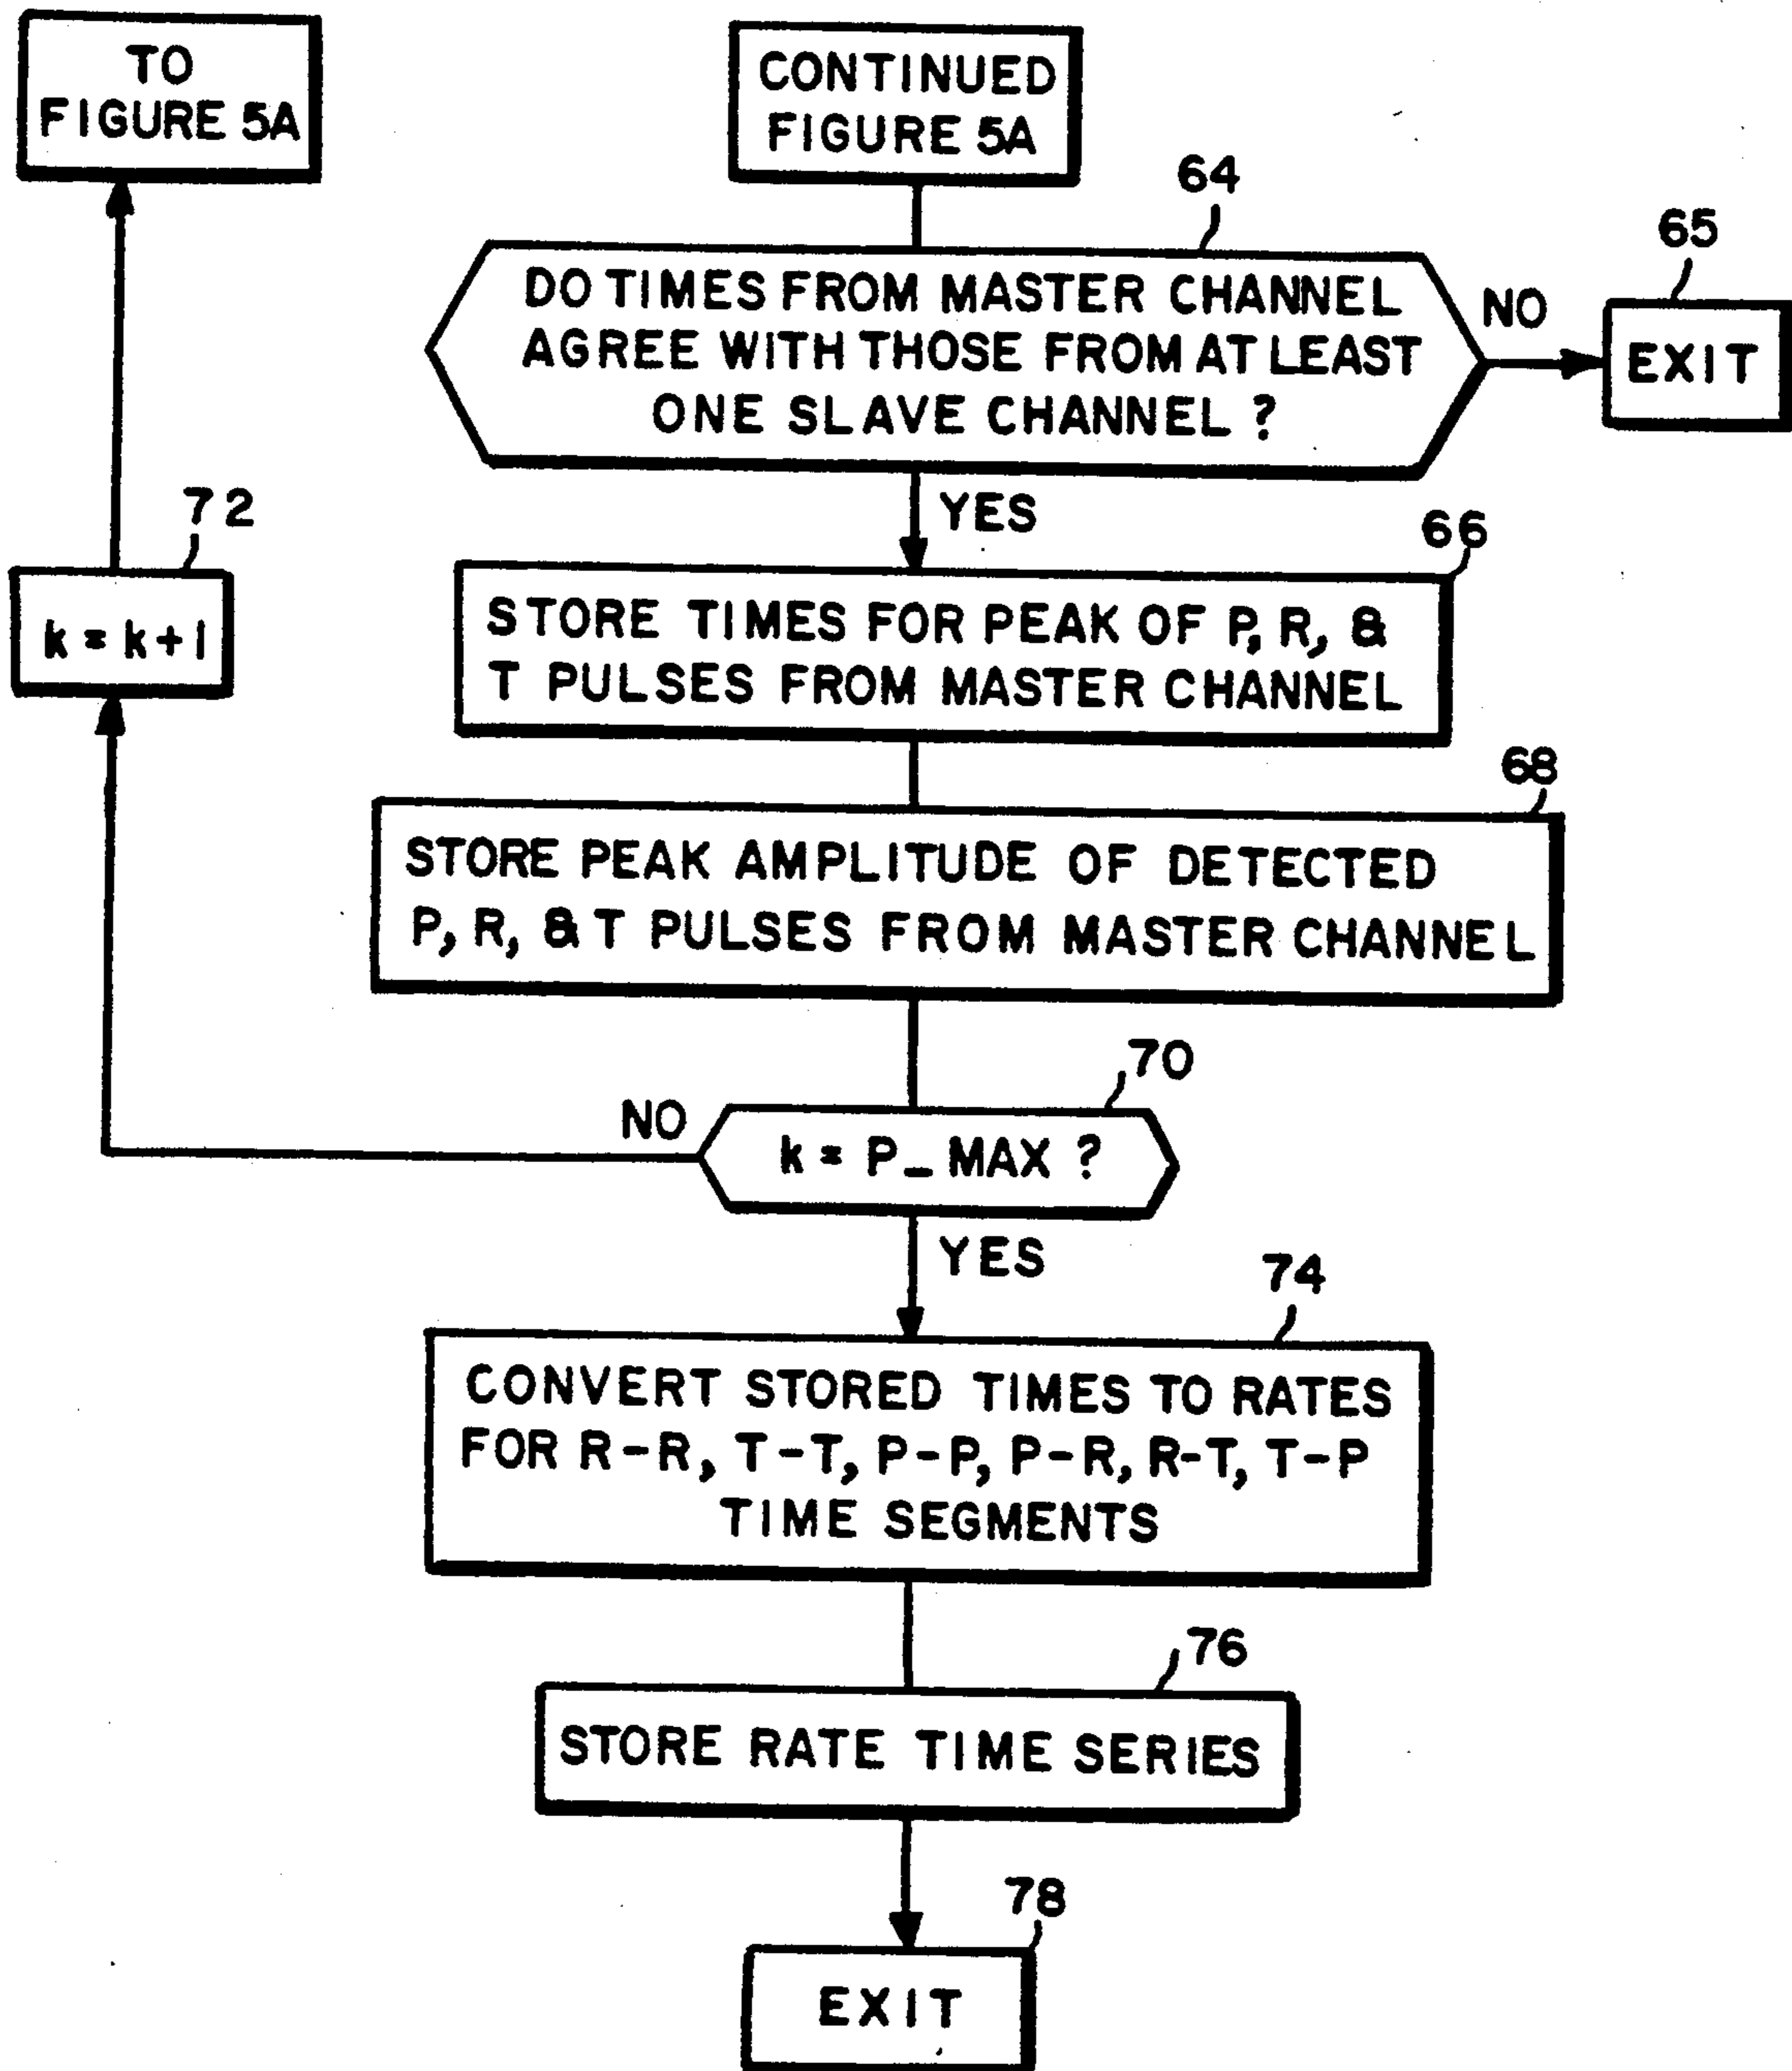 TO
FIGURE 5A
CONTINUED
FIGURE 5A
64
DO TIMES FROM MASTER CHANNEL
AGREE WITH THOSE FROM AT LEAST
ONE SLAVE CHANNEL ?
NO
65
EXIT
YES
72
k = k+1
66
STORE TIMES FOR PEAK OF P, R, &
T PULSES FROM MASTER CHANNEL
68
STORE PEAK AMPLITUDE OF DETECTED
P, R, & T PULSES FROM MASTER CHANNEL
70
NO
k = P_MAX ?
YES
74
CONVERT STORED TIMES TO RATES
FOR R-R, T-T, P-P, P-R, R-T, T-P
TIME SEGMENTS
76
STORE RATE TIME SERIES
78
EXIT